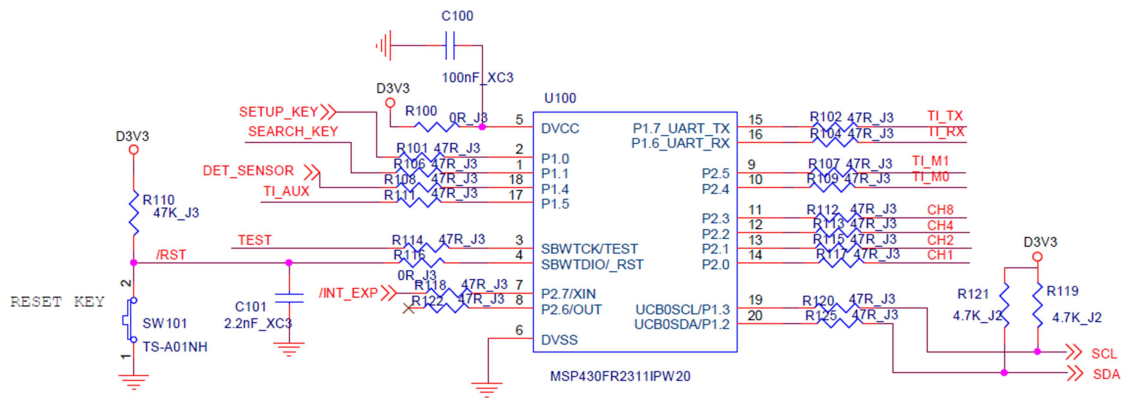 C100
100nF_XC3
D3V3
R100 0R_J3
U100
SETUP_KEY
SEARCH_KEY
DET_SENSOR
TI_AUX
R101 47R_J3
R106 47R_J3
R108 47R_J3
R111 47R_J3
5 DVCC
2 P1.0
1 P1.1
18 P1.4
17 P1.5
P1.7_UART_TX 15 R102 47R_J3 TI_TX
P1.6_UART_RX 16 R104 47R_J3 TI_RX
P2.5 9 R107 47R_J3 TI_M1
P2.4 10 R109 47R_J3 TI_M0
P2.3 11 R112 47R_J3 CH8
P2.2 12 R113 47R_J3 CH4
P2.1 13 R115 47R_J3 CH2
P2.0 14 R117 47R_J3 CH1
D3V3
R110
47K_J3
TEST R114 47R_J3 3 SBWTCK/TEST
/RST R116 4 SBWTDIO/_RST
0R_J3
/INT_EXP R118 47R_J3 7 P2.7/XIN
R122 47R_J3 8 P2.6/OUT
6 DVSS
C101
2.2nF_XC3
RESET KEY
2
SW101
TS-A01NH
1
UCB0SCL/P1.3 19 R120 47R_J3
UCB0SDA/P1.2 20 R125 47R_J3
D3V3
R121
4.7K_J2
R119
4.7K_J2
SCL
SDA
MSP430FR2311IPW20